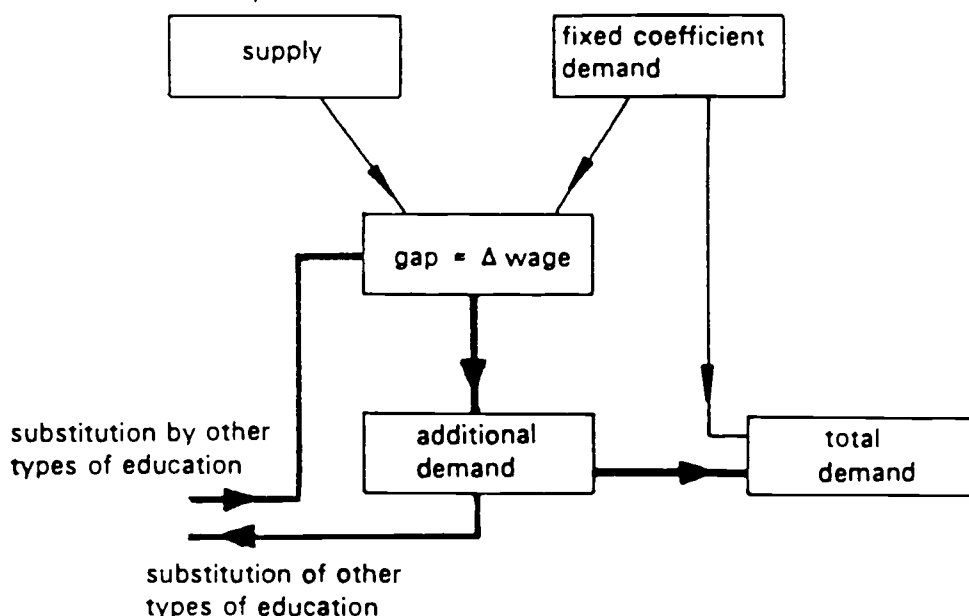 supply
fixed coefficient
demand
gap = Δ wage
substitution by other
types of education
additional
demand
total
demand
substitution of other
types of education